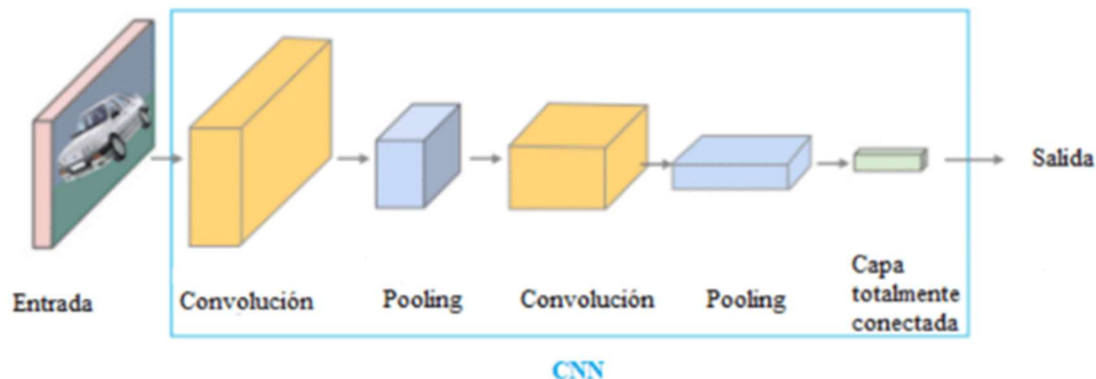 Entrada
Convolución
Pooling
Convolución
Pooling
Capa
totalmente
conectada
Salida
CNN